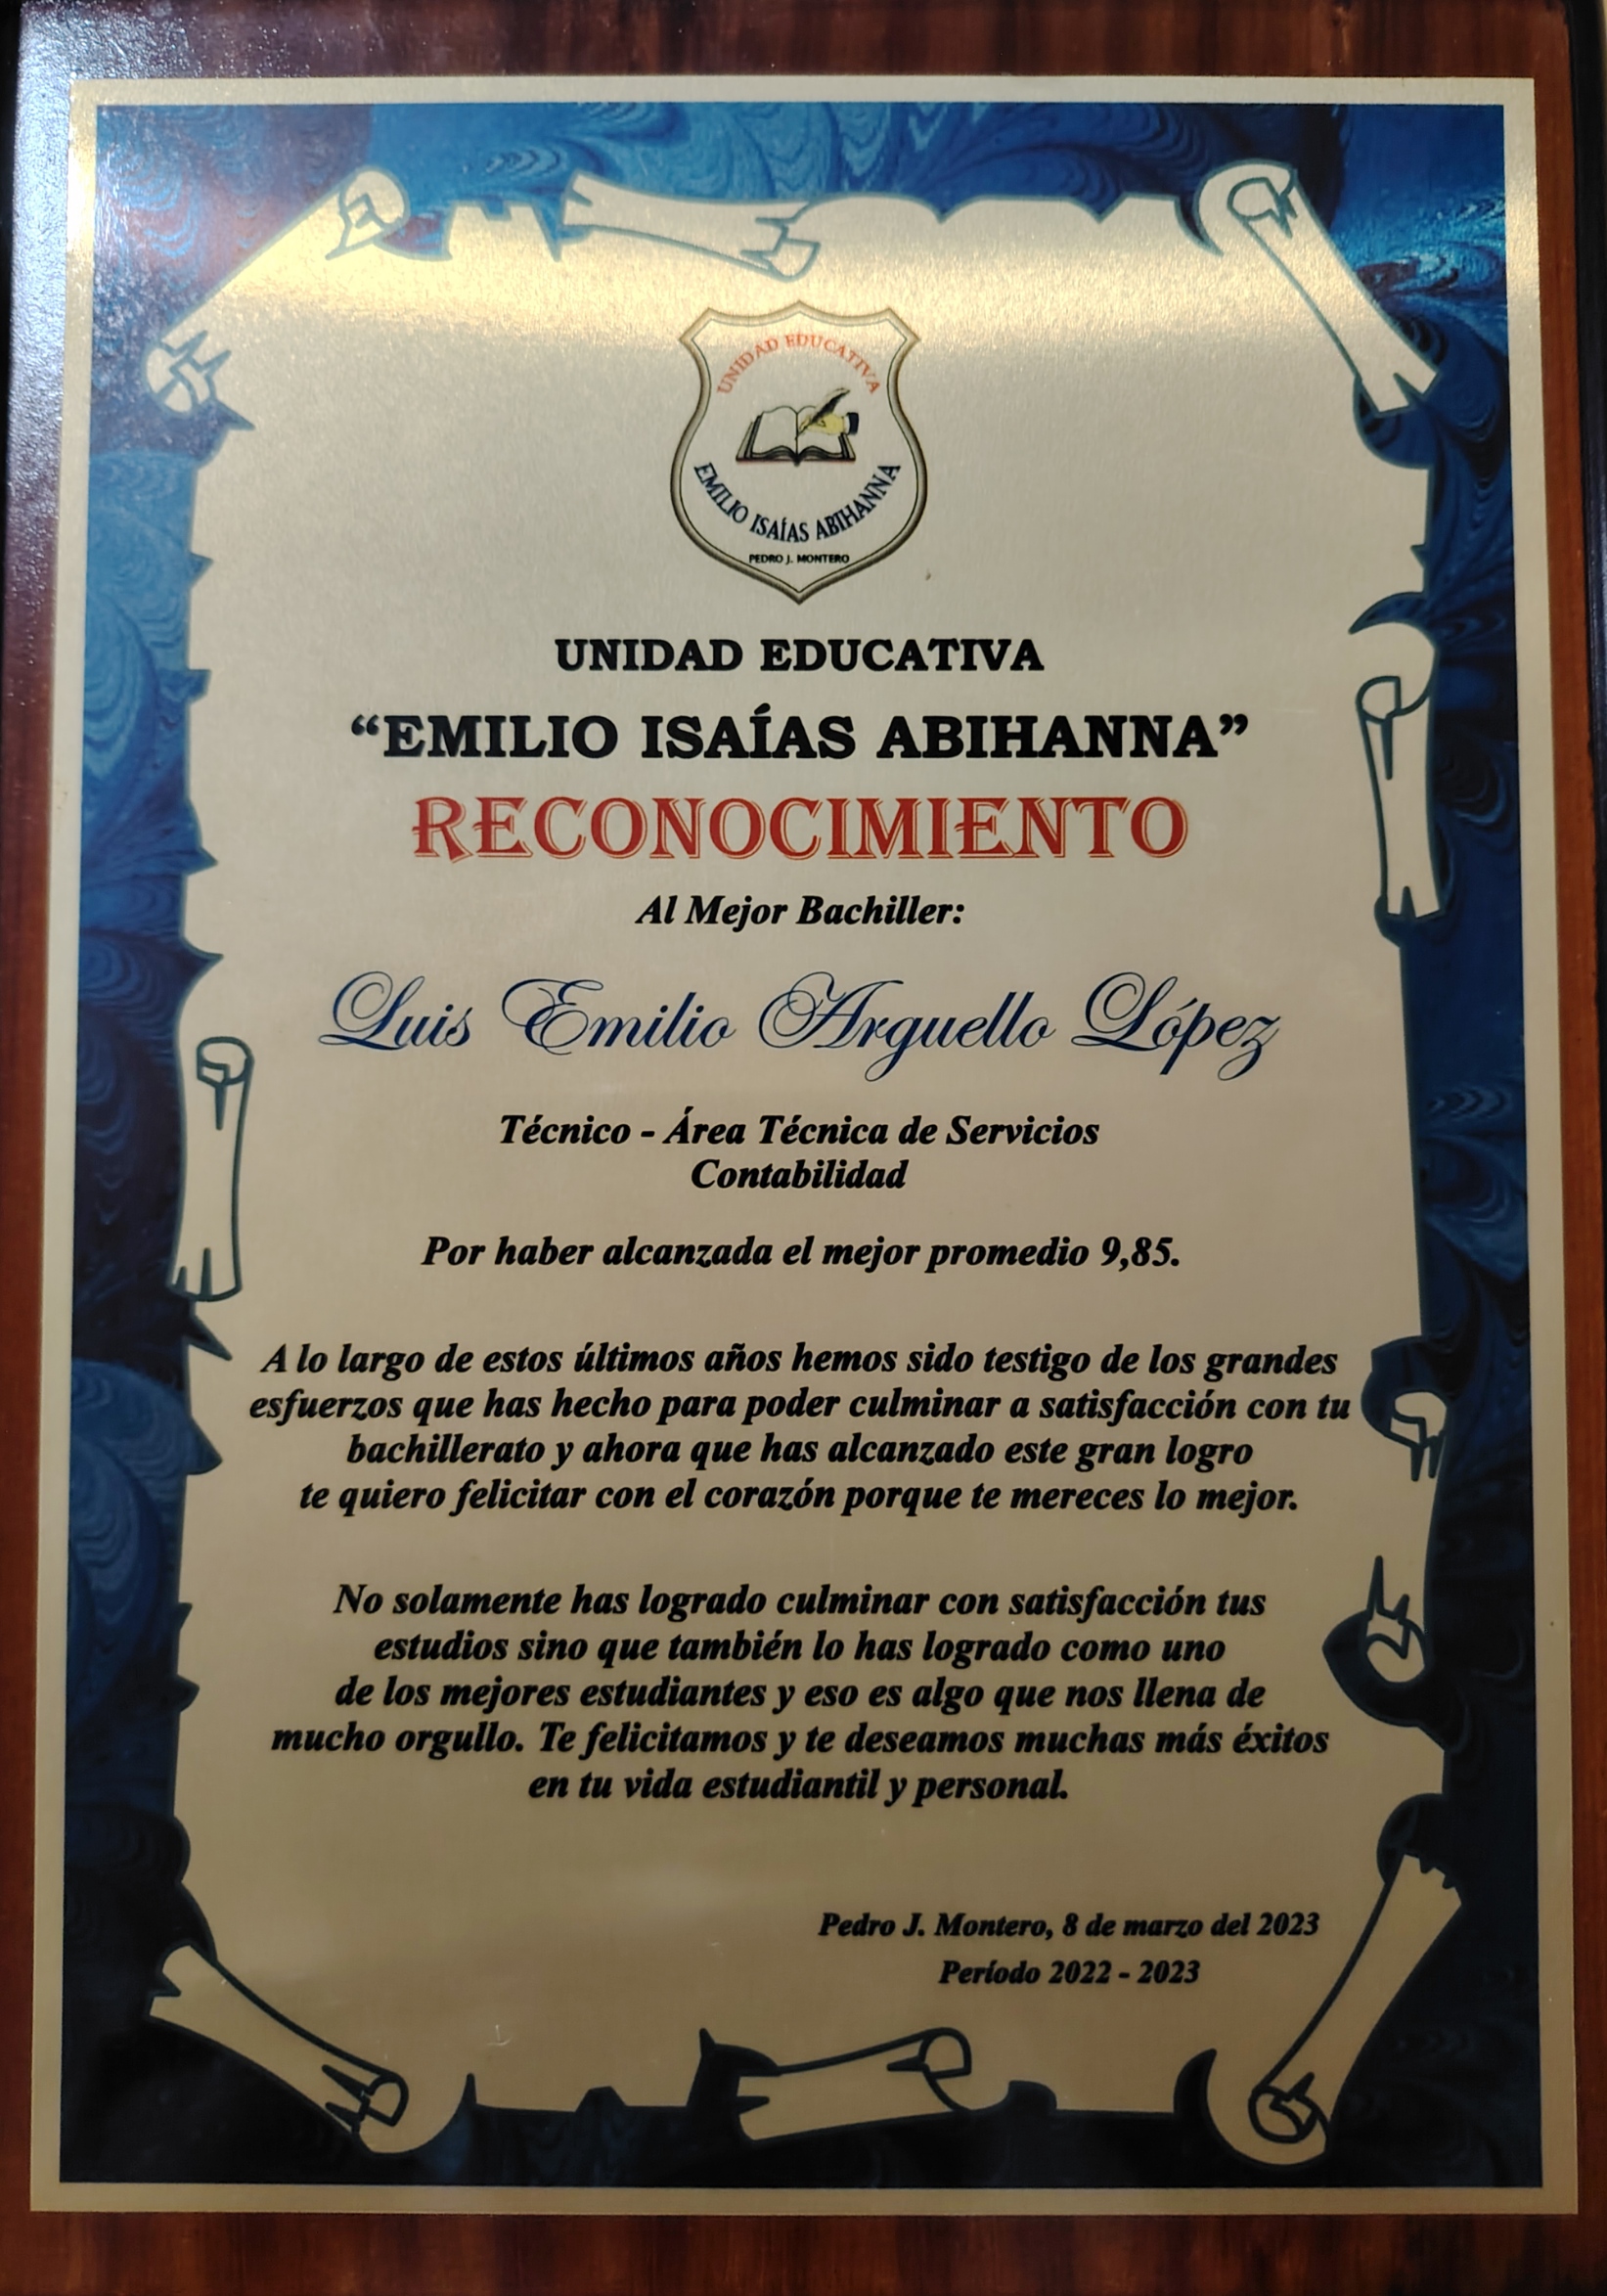 UNIDAD EDUCATIVA
EMILIO ISAÍAS ABIHANNA
PEDRO J. MONTERO
UNIDAD EDUCATIVA
“EMILIO ISAÍAS ABIHANNA”
RECONOCIMIENTO
Al Mejor Bachiller:
Luis Emilio Arguello López
Técnico - Área Técnica de Servicios
Contabilidad
Por haber alcanzada el mejor promedio 9,85.
A lo largo de estos últimos años hemos sido testigo de los grandes
esfuerzos que has hecho para poder culminar a satisfacción con tu
bachillerato y ahora que has alcanzado este gran logro
te quiero felicitar con el corazón porque te mereces lo mejor.
No solamente has logrado culminar con satisfacción tus
estudios sino que también lo has logrado como uno
de los mejores estudiantes y eso es algo que nos llena de
mucho orgullo. Te felicitamos y te deseamos muchas más éxitos
en tu vida estudiantil y personal.
Pedro J. Montero, 8 de marzo del 2023
Período 2022 - 2023